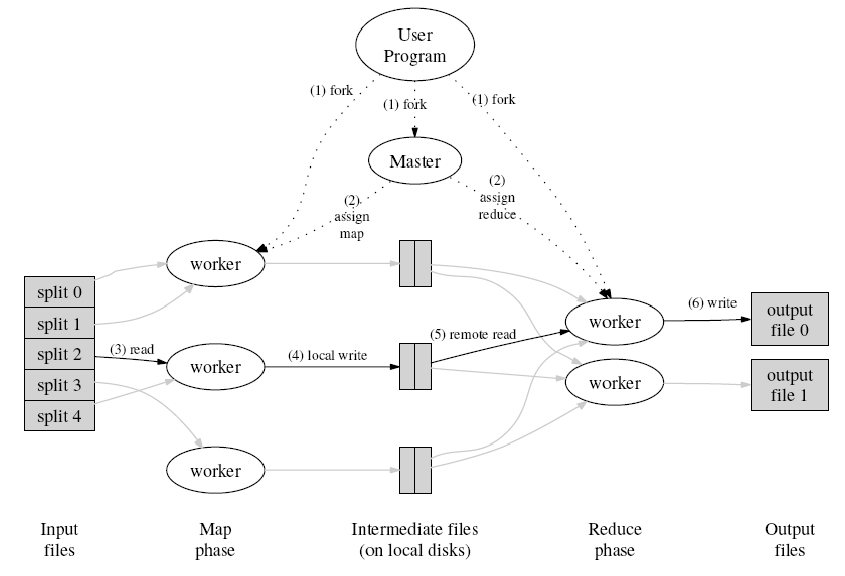 User
Program
(1) fork
(1) fork
(1) fork
Master
(2)
assign
map
(2)
assign
reduce
worker
split 0
split 1
split 2
split 3
split 4
(3) read
worker
(4) local write
(5) remote read
worker
worker
(6) write
output
file 0
worker
output
file 1
Input
files
Map
phase
Intermediate files
(on local disks)
Reduce
phase
Output
files